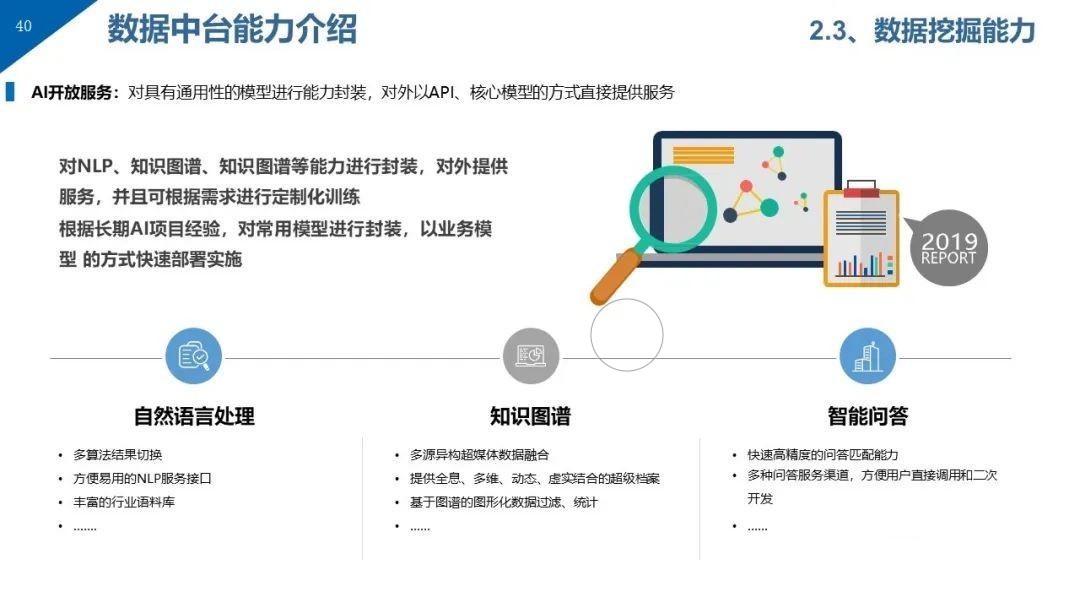 40
数据中台能力介绍
2.3、数据挖掘能力
AI开放服务：对具有通用性的模型进行能力封装，对外以API、核心模型的方式直接提供服务
对NLP、知识图谱、知识图谱等能力进行封装，对外提供
服务，并且可根据需求进行定制化训练
根据长期AI项目经验，对常用模型进行封装，以业务模
型 的方式快速部署实施
2019
REPORT
自然语言处理
• 多算法结果切换
• 方便易用的NLP服务接口
• 丰富的行业语料库
• .......
知识图谱
• 多源异构超媒体数据融合
• 提供全息、多维、动态、虚实结合的超级档案
• 基于图谱的图形化数据过滤、统计
• ......
智能问答
• 快速高精度的问答匹配能力
• 多种问答服务渠道，方便用户直接调用和二次
开发
• ......